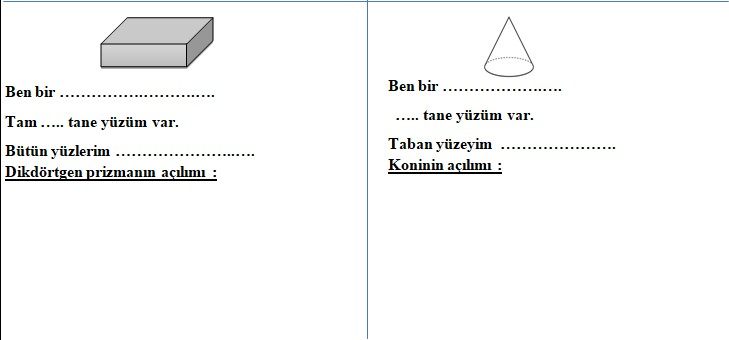 Ben bir …………….……….….
Tam ….. tane yüzüm var.
Bütün yüzlerim …………………..….
Dikdörtgen prizmanın açılımı :
Ben bir ……………….….
….. tane yüzüm var.
Taban yüzeyim ………………….
Koninin açılımı :